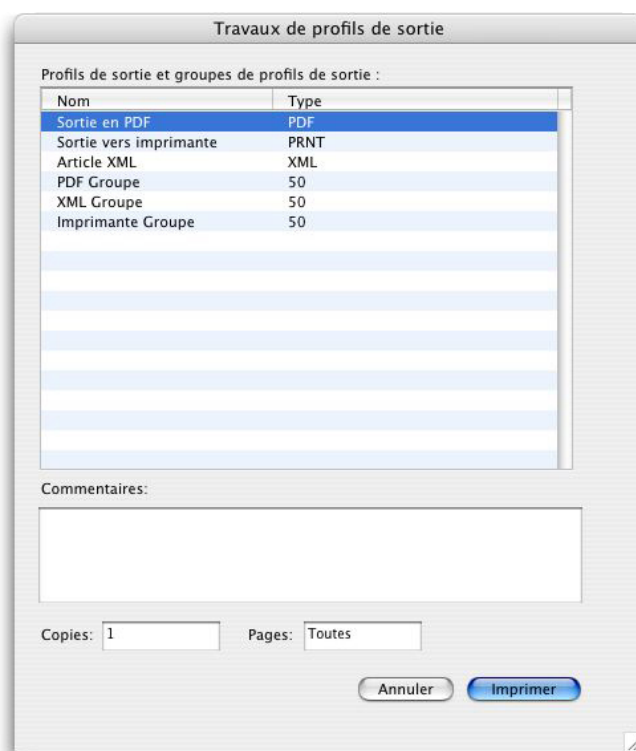 Travaux de profils de sortie
Profils de sortie et groupes de profils de sortie :
Nom Type
Sortie en PDF PDF
Sortie vers imprimante PRNT
Article XML XML
PDF Groupe 50
XML Groupe 50
Imprimante Groupe 50
Commentaires:
Copies: 1 Pages: Toutes
Annuler Imprimer